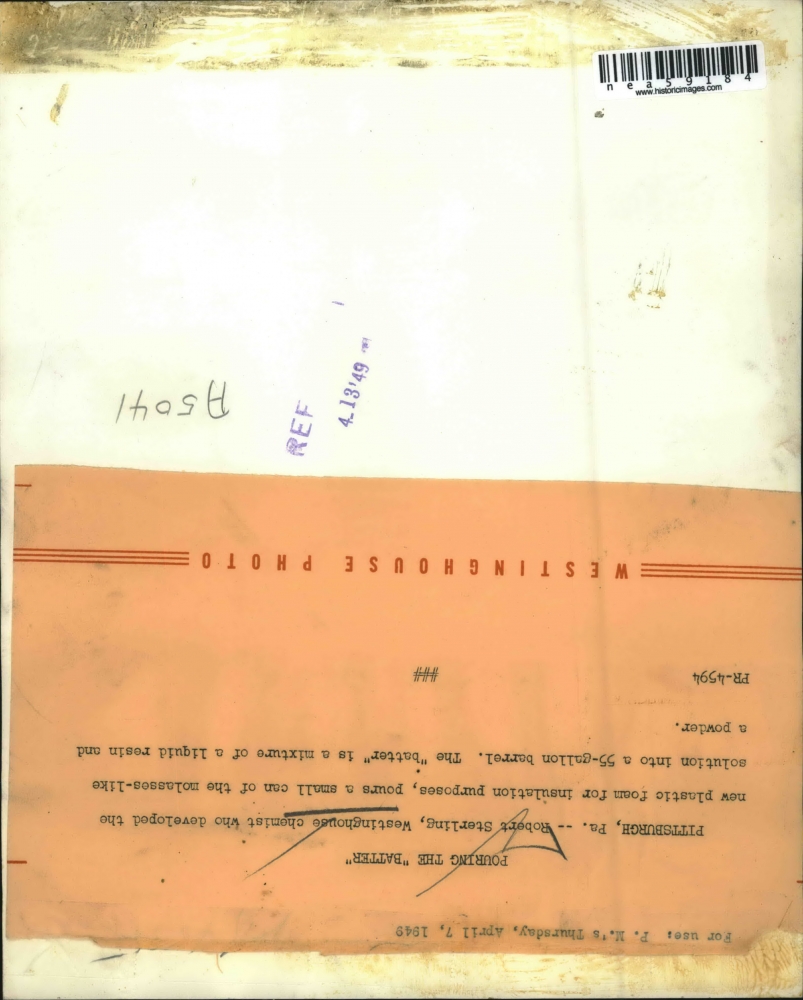 For use: P. M.'s Thursday, April 7, 1949
POURING THE "BATTER"
PITTSBURGH, Pa. -- Robert Sterling, Westinghouse chemist who developed the
new plastic foam for insulation purposes, pours a small can of the molasses-like
solution into a 55-gallon barrel. The "batter" is a mixture of a liquid resin and
a powder.
PR-4594
###
WESTINGHOUSE PHOTO
A5041
REF
4.13'49
nea59184
www.historicimages.com